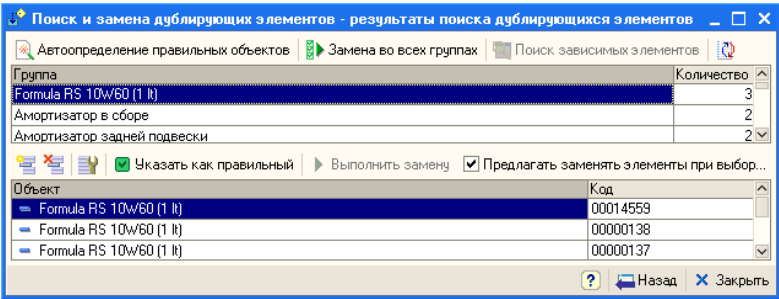 Поиск и замена дублирующих элементов - результаты поиска дублирующихся элементов
Автоопределение правильных объектов Замена во всех группах Поиск зависимых элементов
Группа Количество
Formula RS 10W60 (1 lt) 3
Амортизатор в сборе 2
Амортизатор задней подвески 2
Указать как правильный Выполнить замену Предлагать заменять элементы при выбор...
Объект Код
Formula RS 10W60 (1 lt) 00014559
Formula RS 10W60 (1 lt) 00000138
Formula RS 10W60 (1 lt) 00000137
? Назад Закрыть